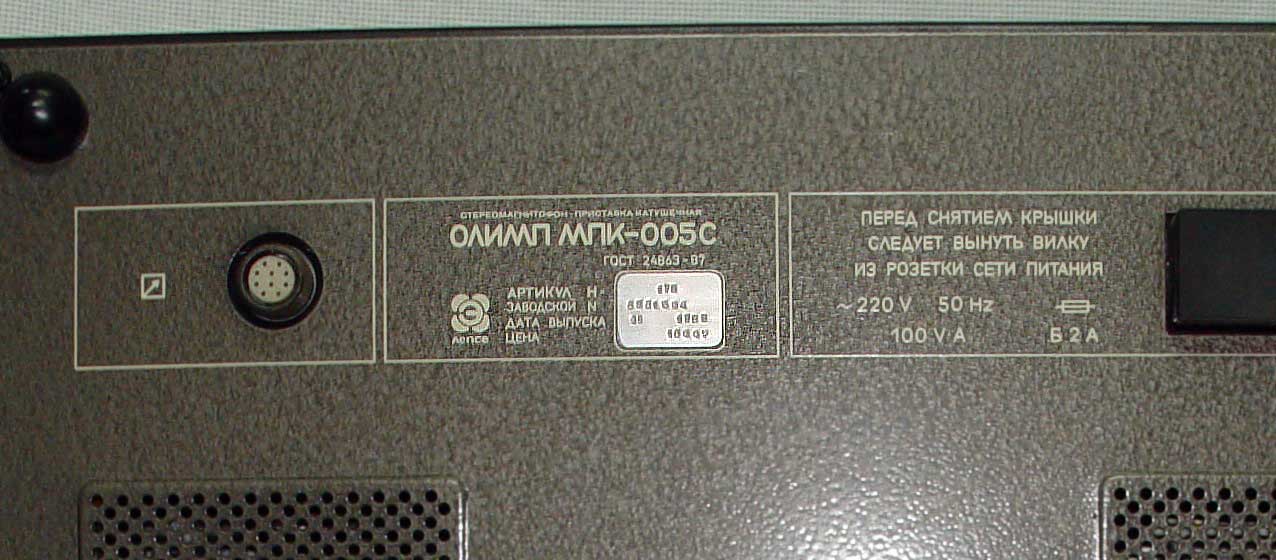 СТЕРЕОМАГНИТОФОН-ПРИСТАВКА КАТУШЕЧНАЯ
ОЛИМП МПК-005С
ГОСТ 24863-87
АРТИКУЛ Н-
ЗАВОДСКОЙ N
ДАТА ВЫПУСКА
ЦЕНА
лепсе
ПЕРЕД СНЯТИЕМ КРЫШКИ
СЛЕДУЕТ ВЫНУТЬ ВИЛКУ
ИЗ РОЗЕТКИ СЕТИ ПИТАНИЯ
~220 V 50 Hz
100 V A Б 2 А